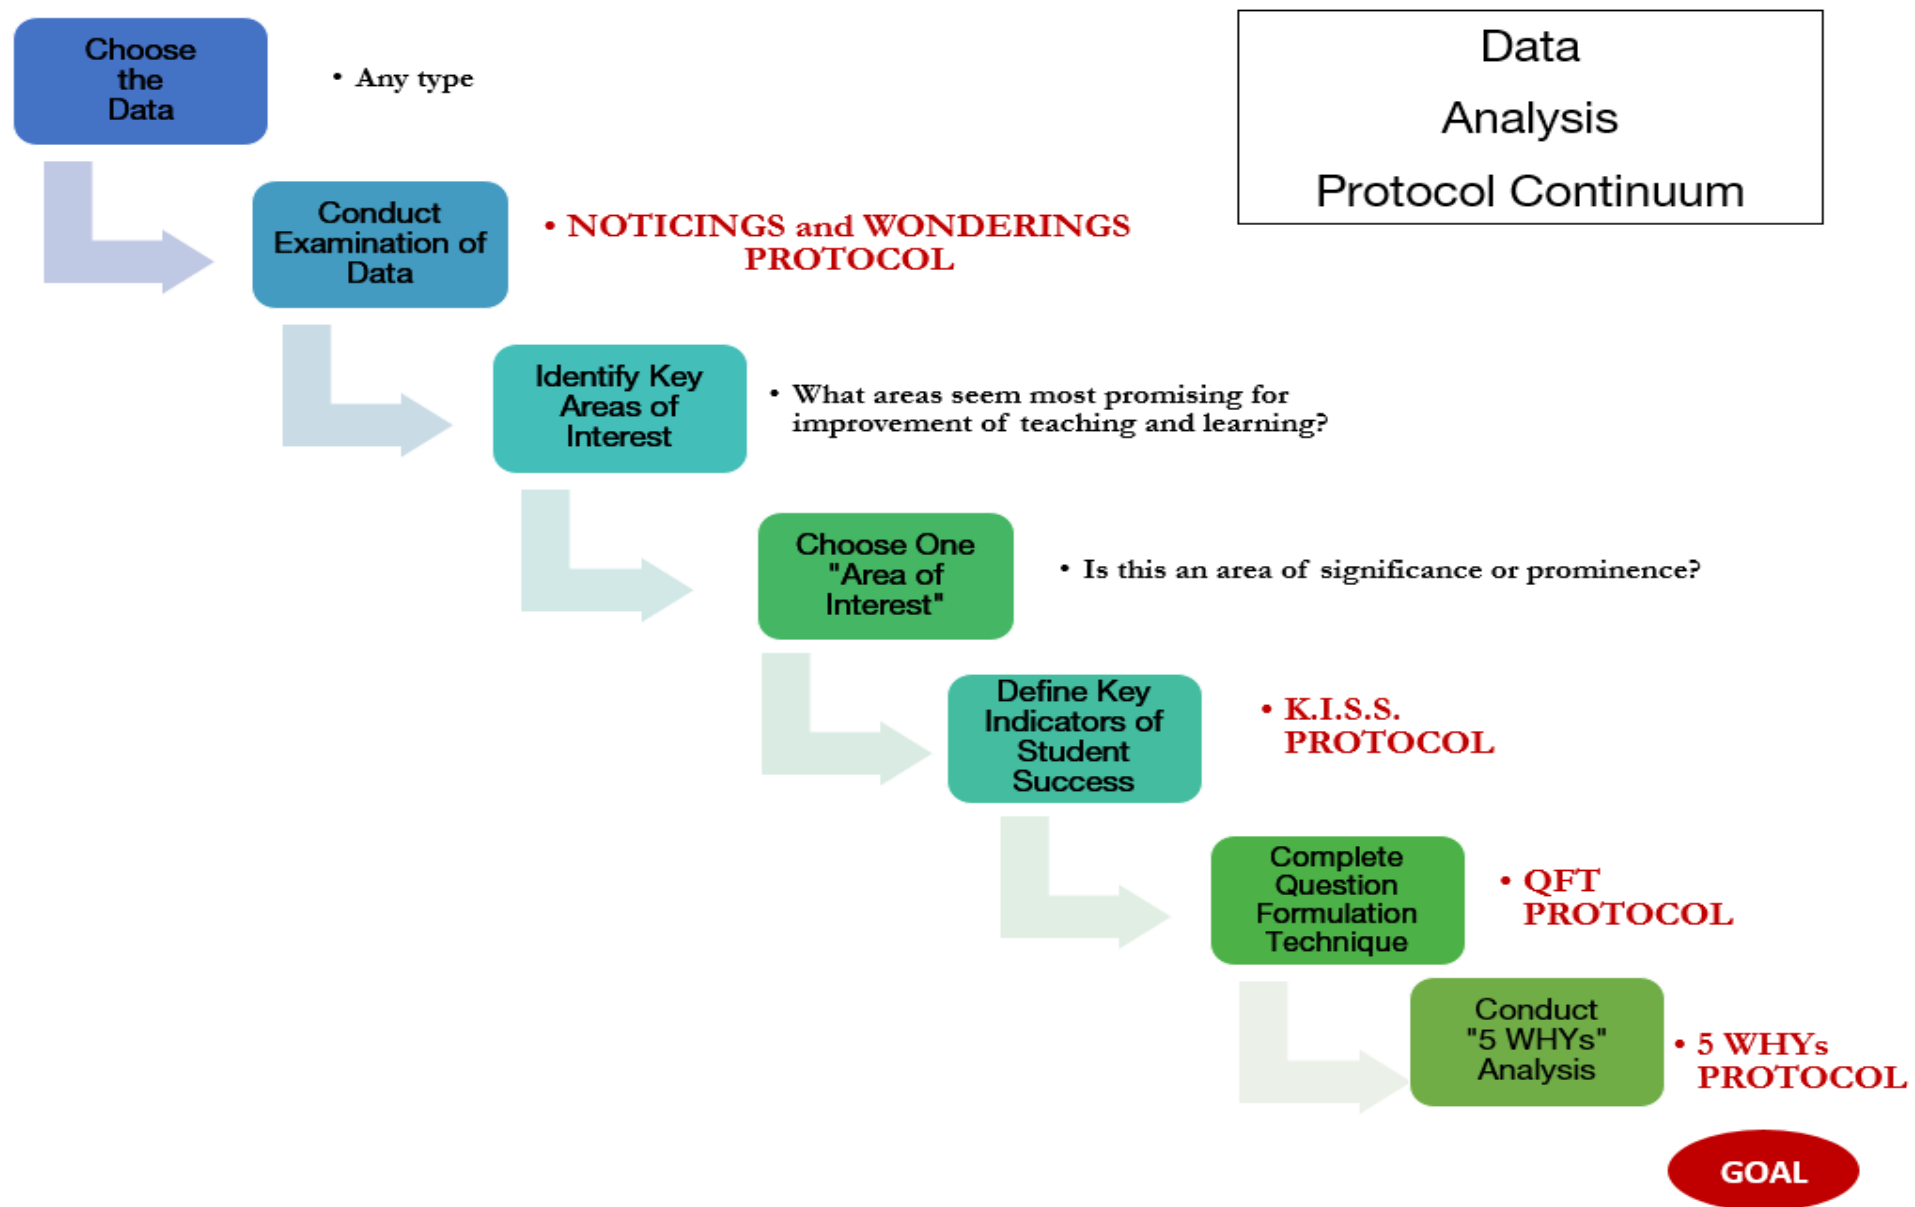 Data
Analysis
Protocol Continuum
Choose
the
Data
• Any type
Conduct
Examination of
Data
• NOTICINGS and WONDERINGS
PROTOCOL
Identify Key
Areas of
Interest
• What areas seem most promising for
improvement of teaching and learning?
Choose One
"Area of
Interest"
• Is this an area of significance or prominence?
Define Key
Indicators of
Student
Success
• K.I.S.S.
PROTOCOL
Complete
Question
Formulation
Technique
• QFT
PROTOCOL
Conduct
"5 WHYs"
Analysis
• 5 WHYs
PROTOCOL
GOAL